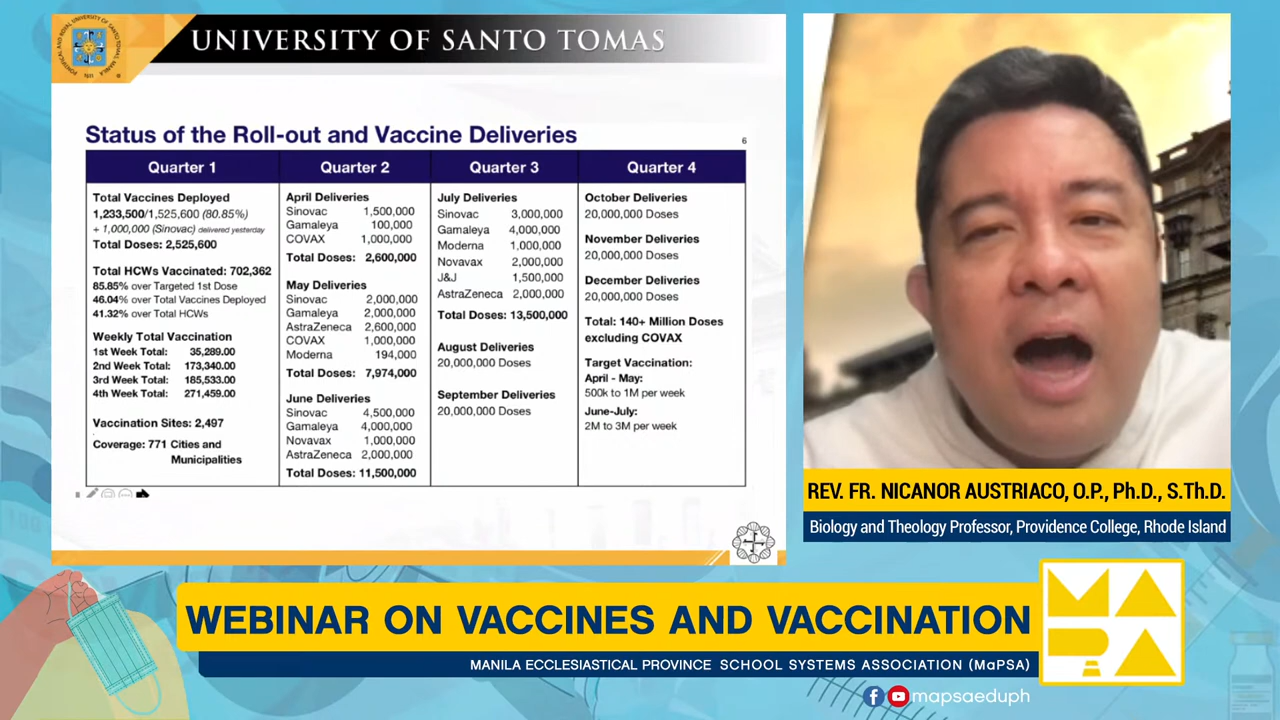 UNIVERSITY OF SANTO TOMAS
Status of the Roll-out and Vaccine Deliveries
6
Quarter 1
Total Vaccines Deployed
1,233,500/1,525,600 (80.85%)
+ 1,000,000 (Sinovac) delivered yesterday
Total Doses: 2,525,600
Total HCWs Vaccinated: 702,362
85.85% over Targeted 1st Dose
46.04% over Total Vaccines Deployed
41.32% over Total HCWs
Weekly Total Vaccination
1st Week Total: 35,289.00
2nd Week Total: 173,340.00
3rd Week Total: 185,533.00
4th Week Total: 271,459.00
Vaccination Sites: 2,497
Coverage: 771 Cities and
Municipalities
Quarter 2
April Deliveries
Sinovac 1,500,000
Gamaleya 100,000
COVAX 1,000,000
Total Doses: 2,600,000
May Deliveries
Sinovac 2,000,000
Gamaleya 2,000,000
AstraZeneca 2,600,000
COVAX 1,000,000
Moderna 194,000
Total Doses: 7,974,000
June Deliveries
Sinovac 4,500,000
Gamaleya 4,000,000
Novavax 1,000,000
AstraZeneca 2,000,000
Total Doses: 11,500,000
Quarter 3
July Deliveries
Sinovac 3,000,000
Gamaleya 4,000,000
Moderna 1,000,000
Novavax 2,000,000
J&J 1,500,000
AstraZeneca 2,000,000
Total Doses: 13,500,000
August Deliveries
20,000,000 Doses
September Deliveries
20,000,000 Doses
Quarter 4
October Deliveries
20,000,000 Doses
November Deliveries
20,000,000 Doses
December Deliveries
20,000,000 Doses
Total: 140+ Million Doses
excluding COVAX
Target Vaccination:
April - May:
500k to 1M per week
June-July:
2M to 3M per week
REV. FR. NICANOR AUSTRIACO, O.P., Ph.D., S.Th.D.
Biology and Theology Professor, Providence College, Rhode Island
WEBINAR ON VACCINES AND VACCINATION
MANILA ECCLESIASTICAL PROVINCE SCHOOL SYSTEMS ASSOCIATION (MaPSA)
MAPA
mapsaeduph